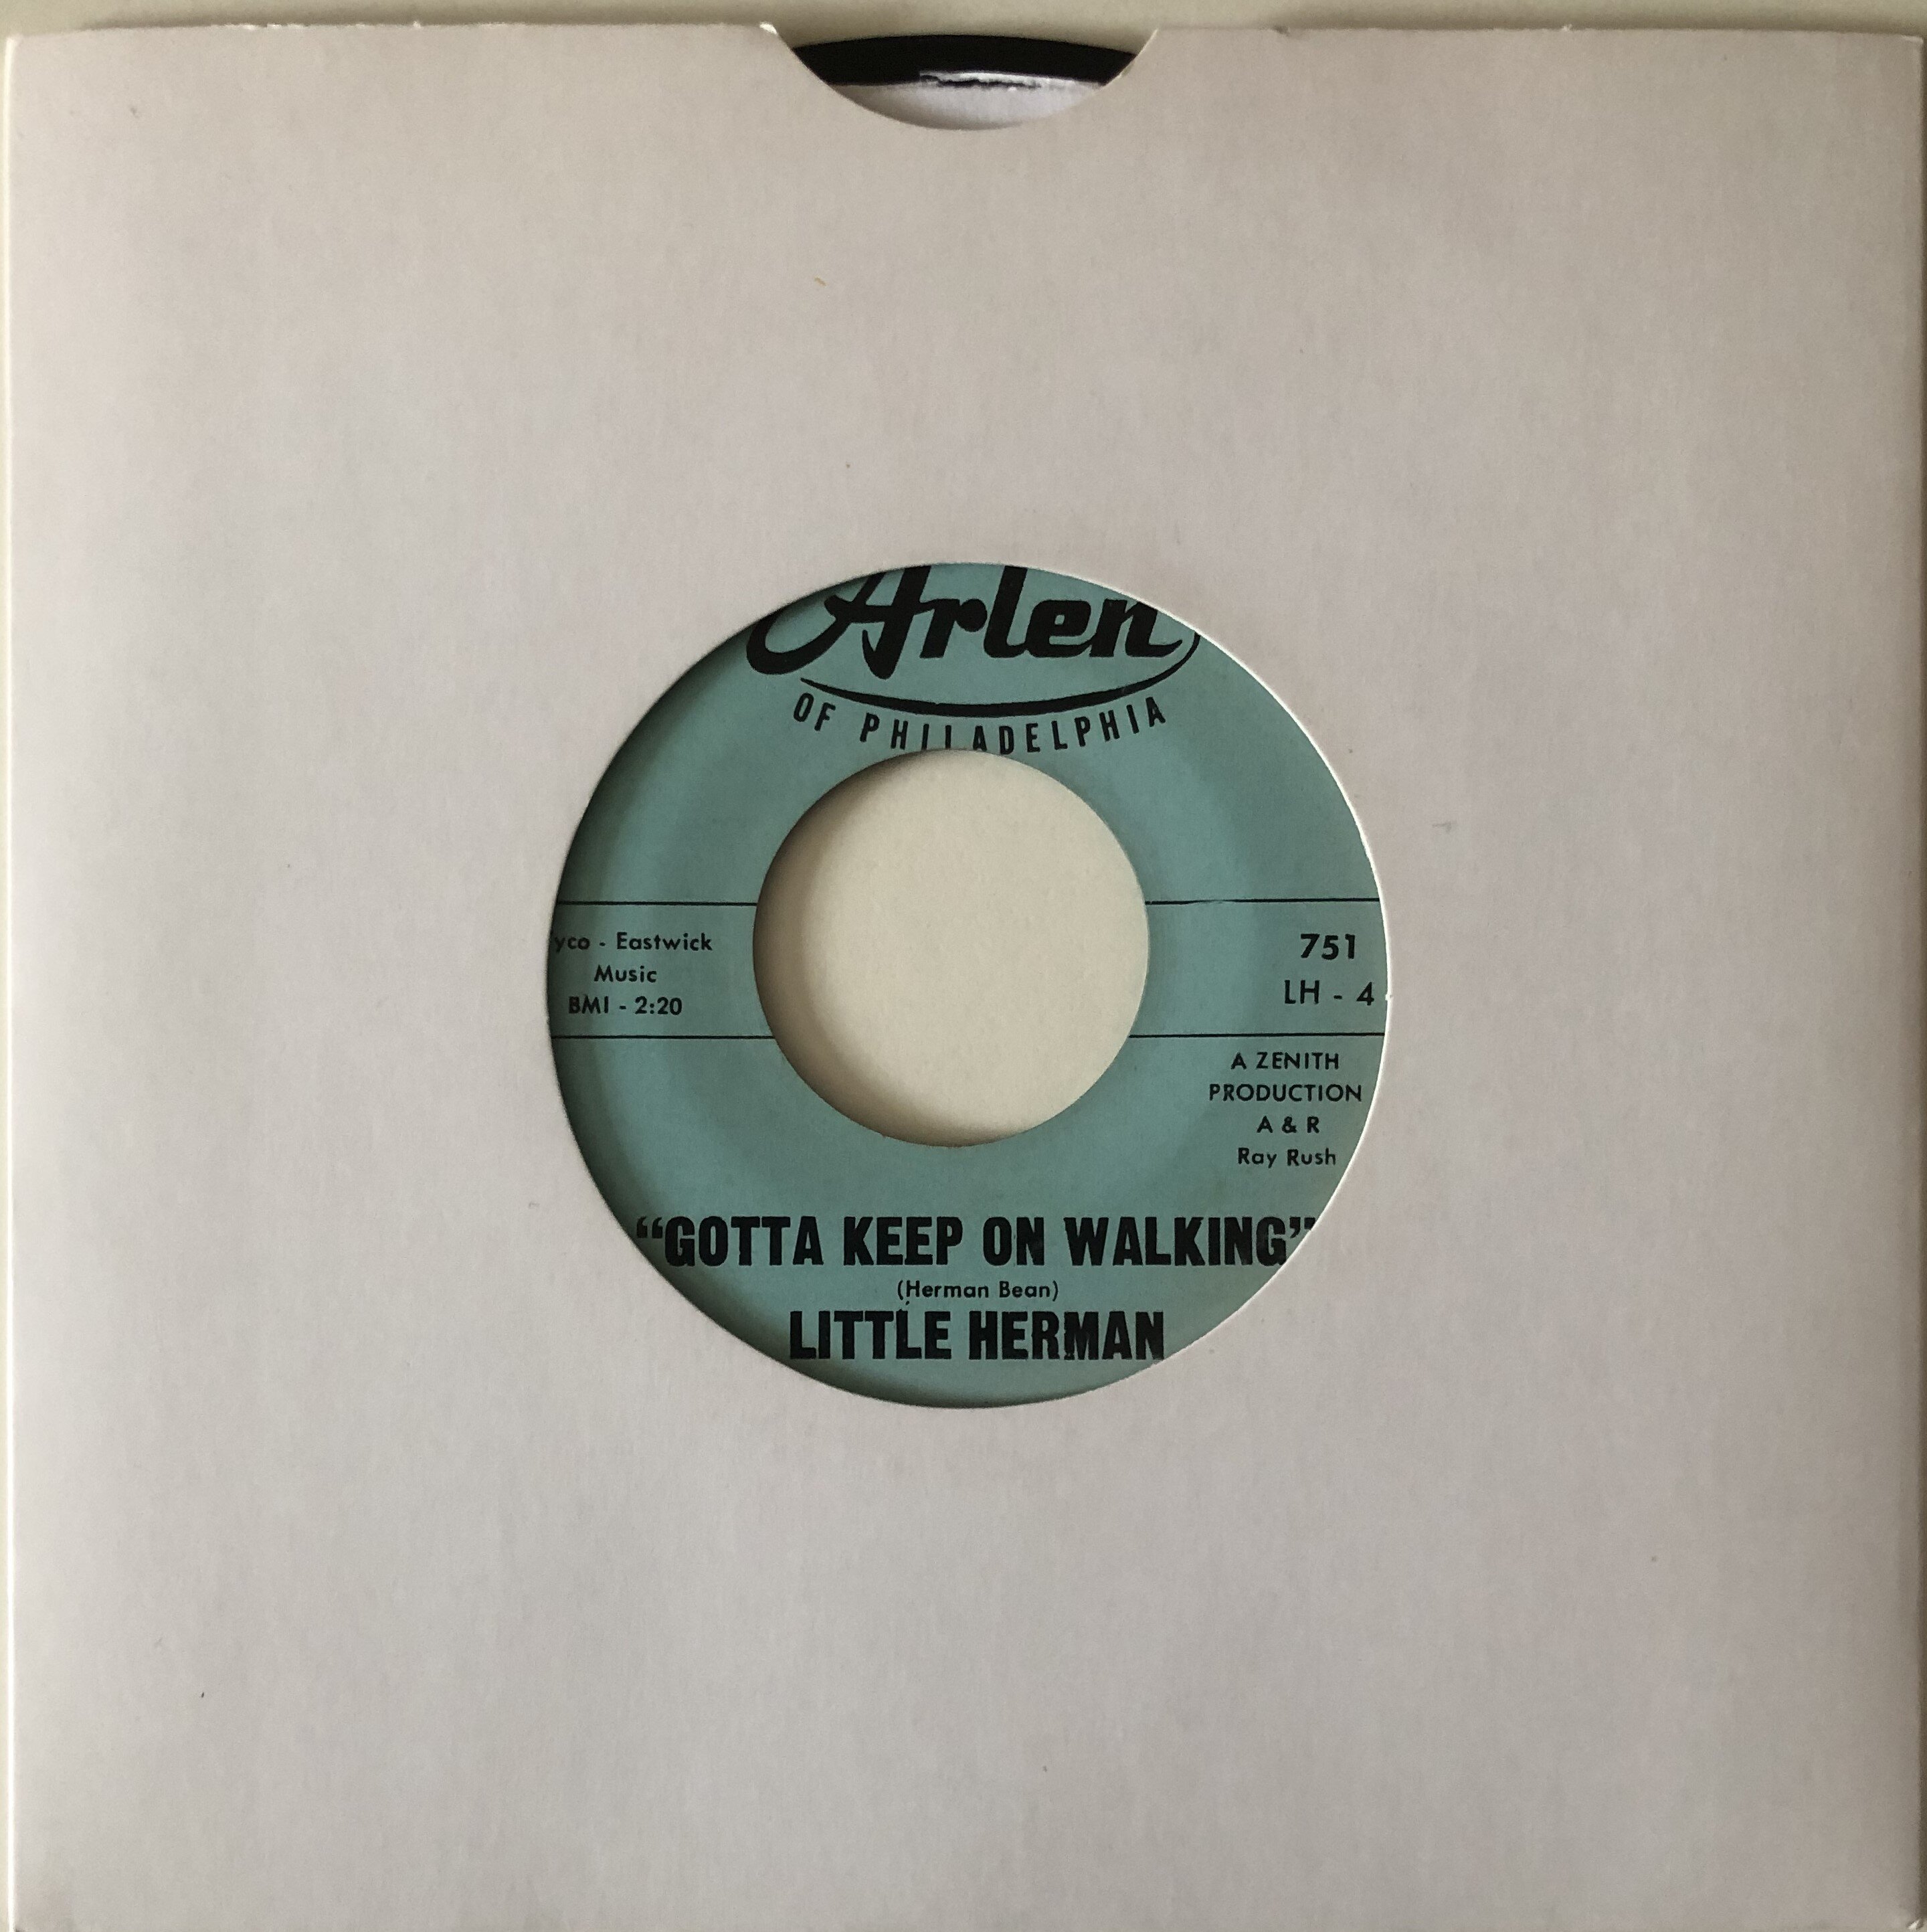 Arlen
OF PHILADELPHIA
yco - Eastwick
Music
BMI - 2:20
751
LH - 4
A ZENITH
PRODUCTION
A & R
Ray Rush
“GOTTA KEEP ON WALKING”
(Herman Bean)
LITTLE HERMAN